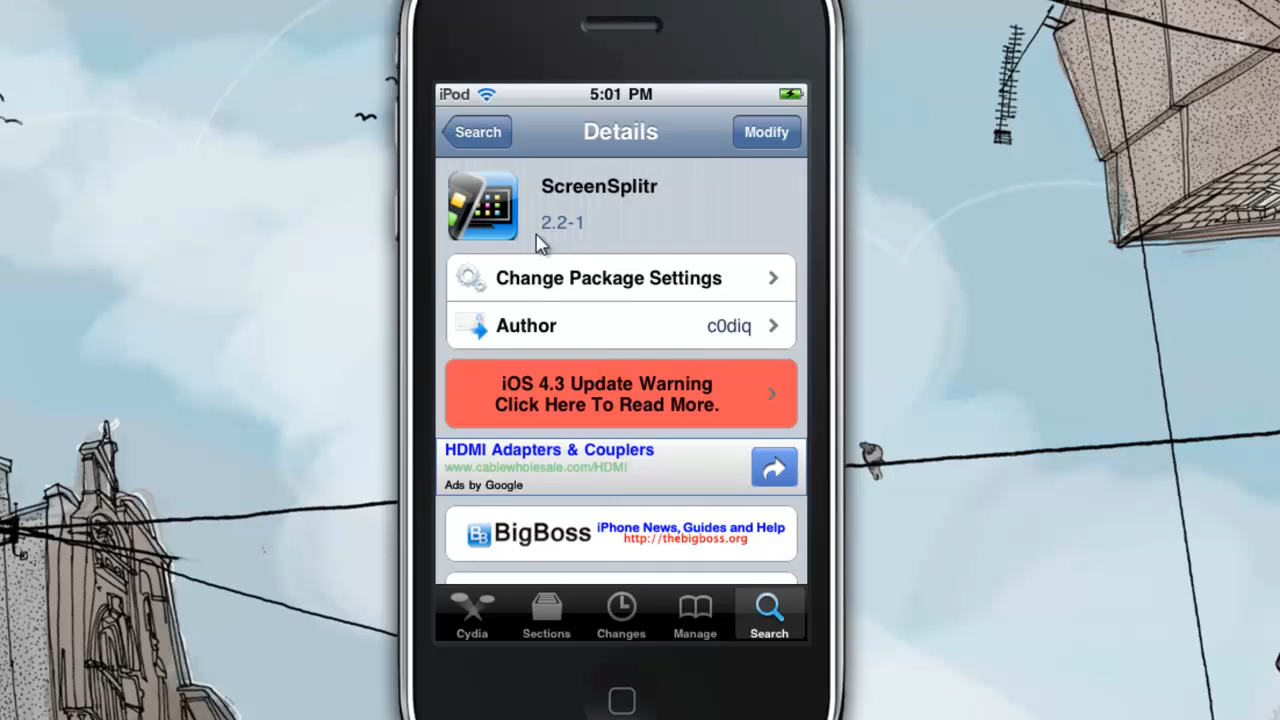 iPod
5:01 PM
Search
Details
Modify
ScreenSplitr
2.2-1
Change Package Settings
Author
c0diq
iOS 4.3 Update Warning
Click Here To Read More.
HDMI Adapters & Couplers
www.cablewholesale.com/HDMI
Ads by Google
BB BigBoss
iPhone News, Guides and Help
http://thebigboss.org
Cydia
Sections
Changes
Manage
Search